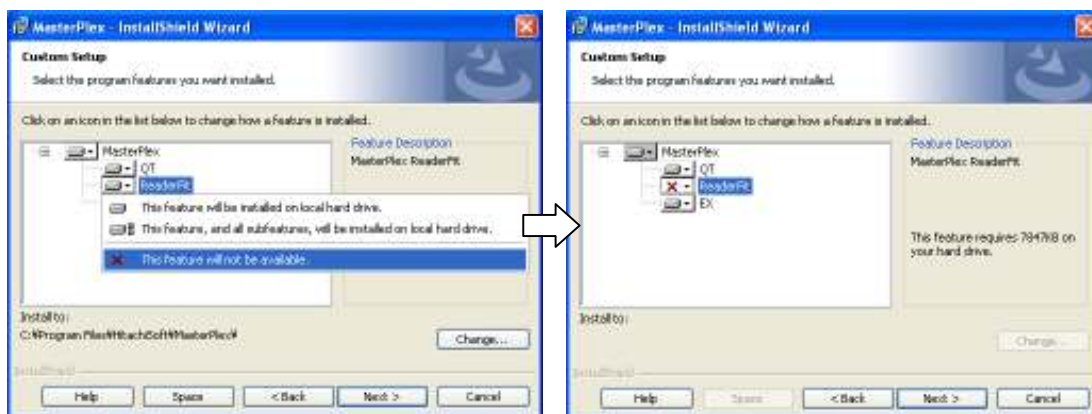 MasterPlex - InstallShield Wizard
Custom Setup
Select the program features you want installed.
Click on an icon in the list below to change how a feature is installed.
MasterPlex
QT
ReaderFit
This feature will be installed on local hard drive.
This feature, and all subfeatures, will be installed on local hard drive.
This feature will not be available.
Feature Description
MasterPlex ReaderFit
Install to:
C:¥Program Files¥HitachiSoft¥MasterPlex¥
Change...
InstallShield
Help
Space
< Back
Next >
Cancel
MasterPlex - InstallShield Wizard
Custom Setup
Select the program features you want installed.
Click on an icon in the list below to change how a feature is installed.
MasterPlex
QT
ReaderFit
EX
Feature Description
MasterPlex ReaderFit
This feature requires 7847KB on
your hard drive.
Install to:
Change...
InstallShield
Help
Space
< Back
Next >
Cancel